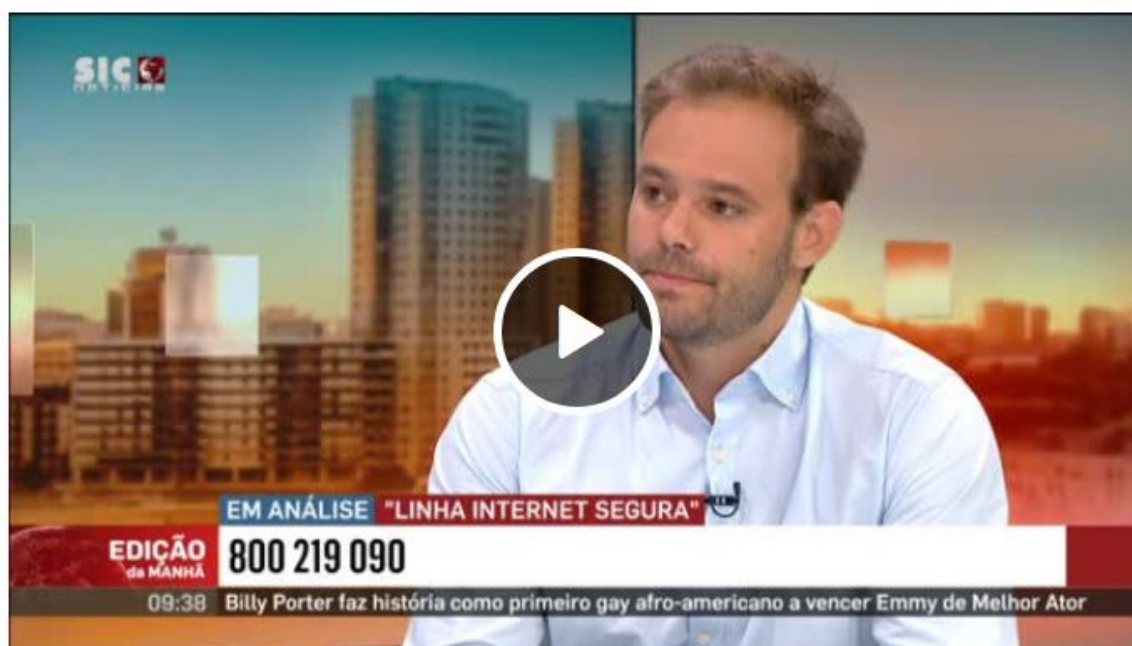 SIC
NOTÍCIAS
EM ANÁLISE "LINHA INTERNET SEGURA"
EDIÇÃO
da MANHÃ
800 219 090
09:38 Billy Porter faz história como primeiro gay afro-americano a vencer Emmy de Melhor Ator